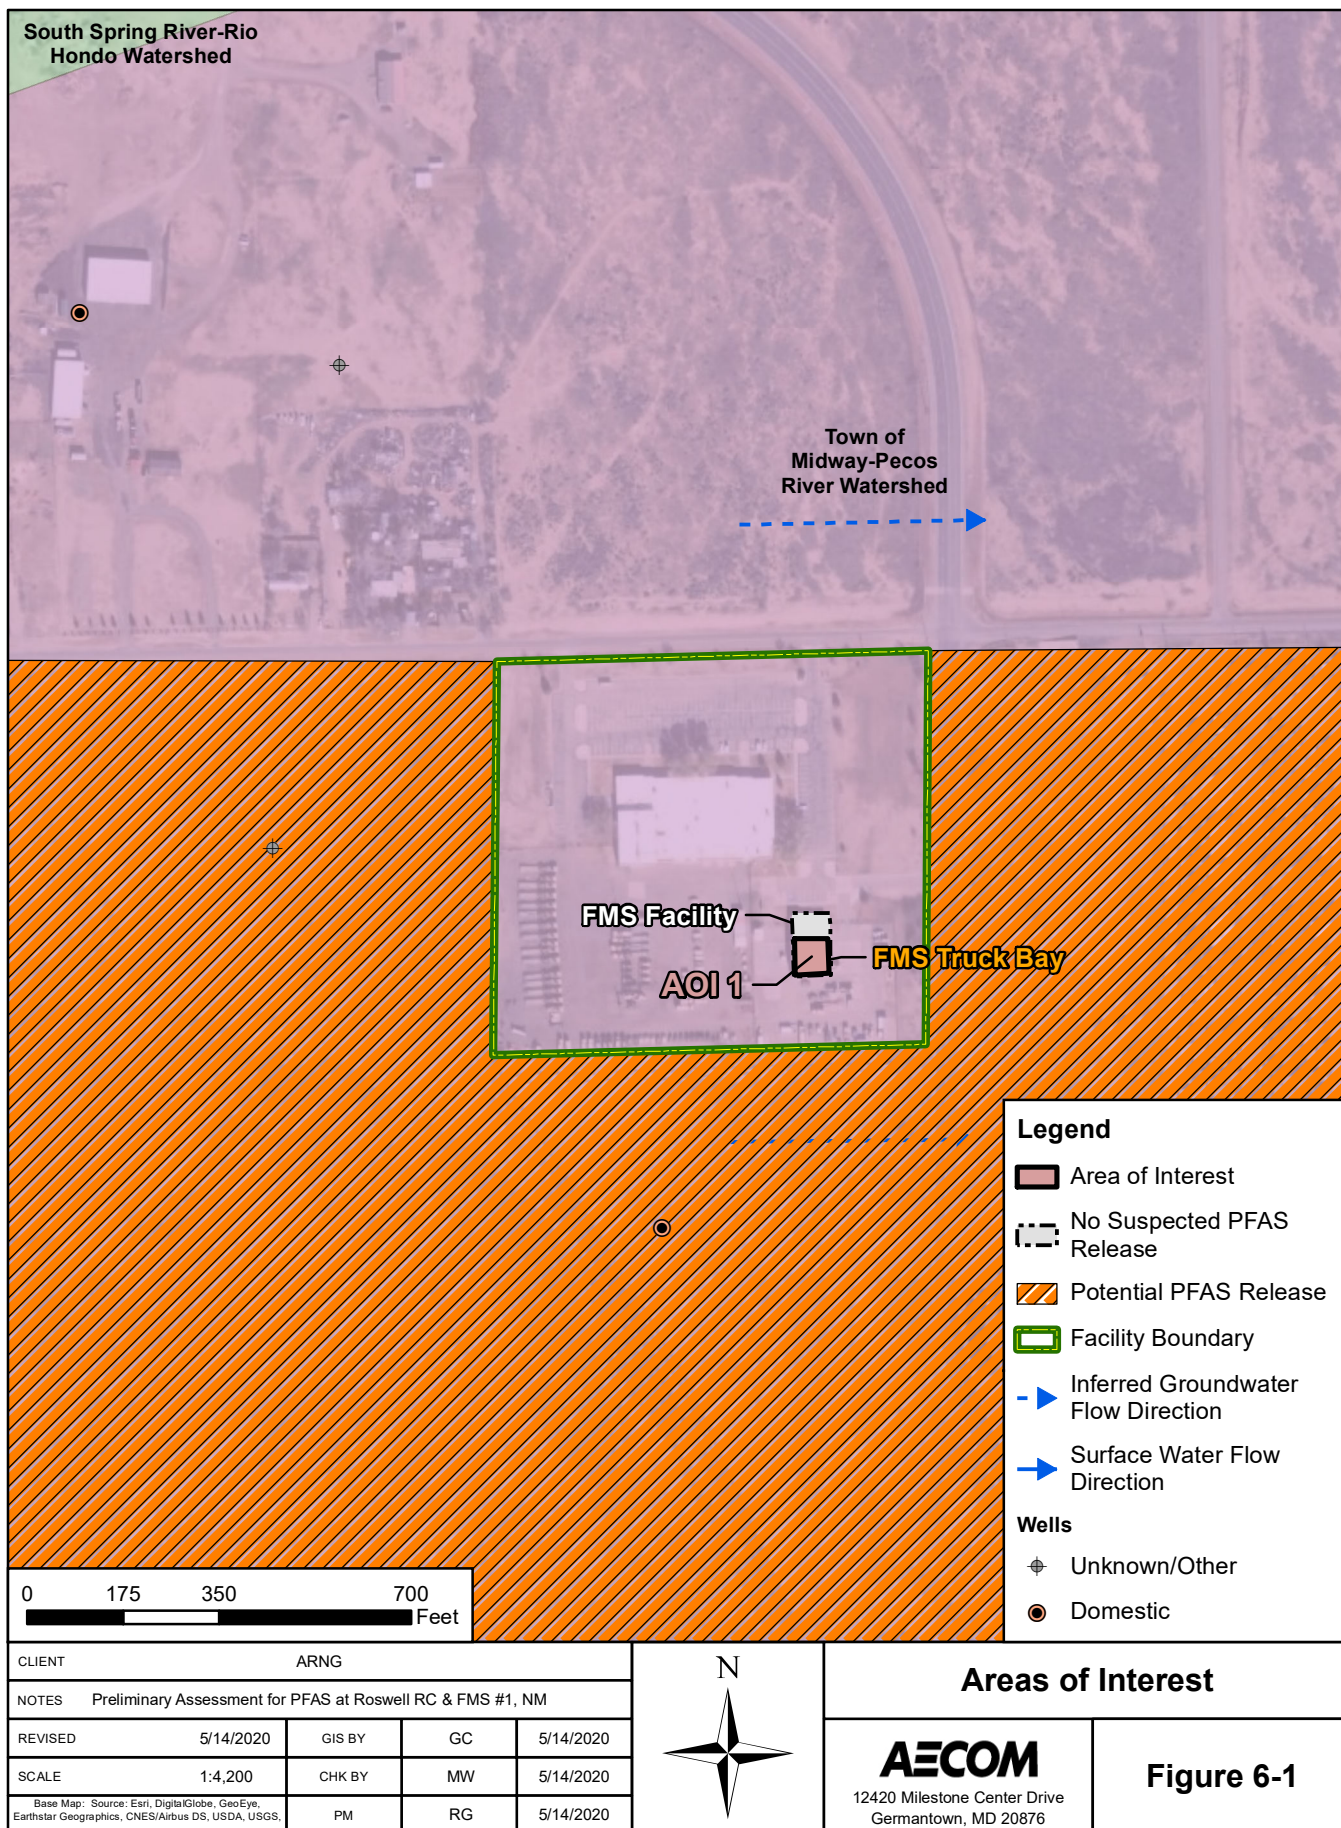 South Spring River-Rio
Hondo Watershed
Town of
Midway-Pecos
River Watershed
FMS Facility
FMS Truck Bay
AOI 1
Legend
Area of Interest
No Suspected PFAS
Release
Potential PFAS Release
Facility Boundary
Inferred Groundwater
Flow Direction
Surface Water Flow
Direction
Wells
Unknown/Other
Domestic
0 175 350 700
Feet
CLIENT ARNG
NOTES Preliminary Assessment for PFAS at Roswell RC & FMS #1, NM
REVISED 5/14/2020 GIS BY GC 5/14/2020
SCALE 1:4,200 CHK BY MW 5/14/2020
Base Map: Source: Esri, DigitalGlobe, GeoEye,
Earthstar Geographics, CNES/Airbus DS, USDA, USGS,
PM RG 5/14/2020
N
Areas of Interest
AECOM
12420 Milestone Center Drive
Germantown, MD 20876
Figure 6-1